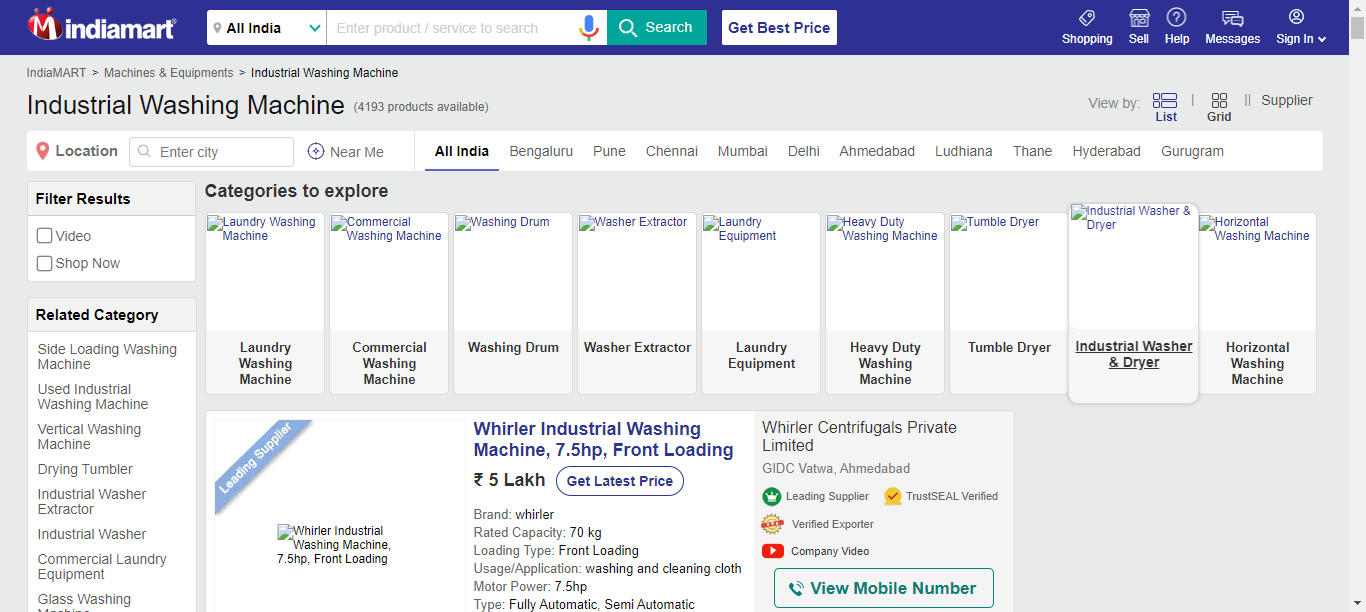 indiamart
All India
Enter product / service to search
Search
Get Best Price
Shopping
Sell
Help
Messages
Sign In
IndiaMART > Machines & Equipments > Industrial Washing Machine
Industrial Washing Machine (4193 products available)
View by:
List
Grid
Supplier
Location
Enter city
Near Me
All India Bengaluru Pune Chennai Mumbai Delhi Ahmedabad Ludhiana Thane Hyderabad Gurugram
Filter Results
Video
Shop Now
Related Category
Side Loading Washing
Machine
Used Industrial
Washing Machine
Vertical Washing
Machine
Drying Tumbler
Industrial Washer
Extractor
Industrial Washer
Commercial Laundry
Equipment
Glass Washing
Machine
Categories to explore
Laundry Washing
Machine
Laundry
Washing
Machine
Commercial
Washing Machine
Commercial
Washing
Machine
Washing Drum
Washing Drum
Washer Extractor
Washer Extractor
Laundry
Equipment
Laundry
Equipment
Heavy Duty
Washing Machine
Heavy Duty
Washing
Machine
Tumble Dryer
Tumble Dryer
Industrial Washer &
Dryer
Industrial Washer
& Dryer
Horizontal
Washing Machine
Horizontal
Washing
Machine
Leading Supplier
Whirler Industrial
Washing Machine,
7.5hp, Front Loading
Whirler Industrial Washing
Machine, 7.5hp, Front Loading
₹ 5 Lakh
Get Latest Price
Brand: whirler
Rated Capacity: 70 kg
Loading Type: Front Loading
Usage/Application: washing and cleaning cloth
Motor Power: 7.5hp
Type: Fully Automatic, Semi Automatic
Whirler Centrifugals Private
Limited
GIDC Vatwa, Ahmedabad
Leading Supplier
TrustSEAL Verified
Verified Exporter
Company Video
View Mobile Number